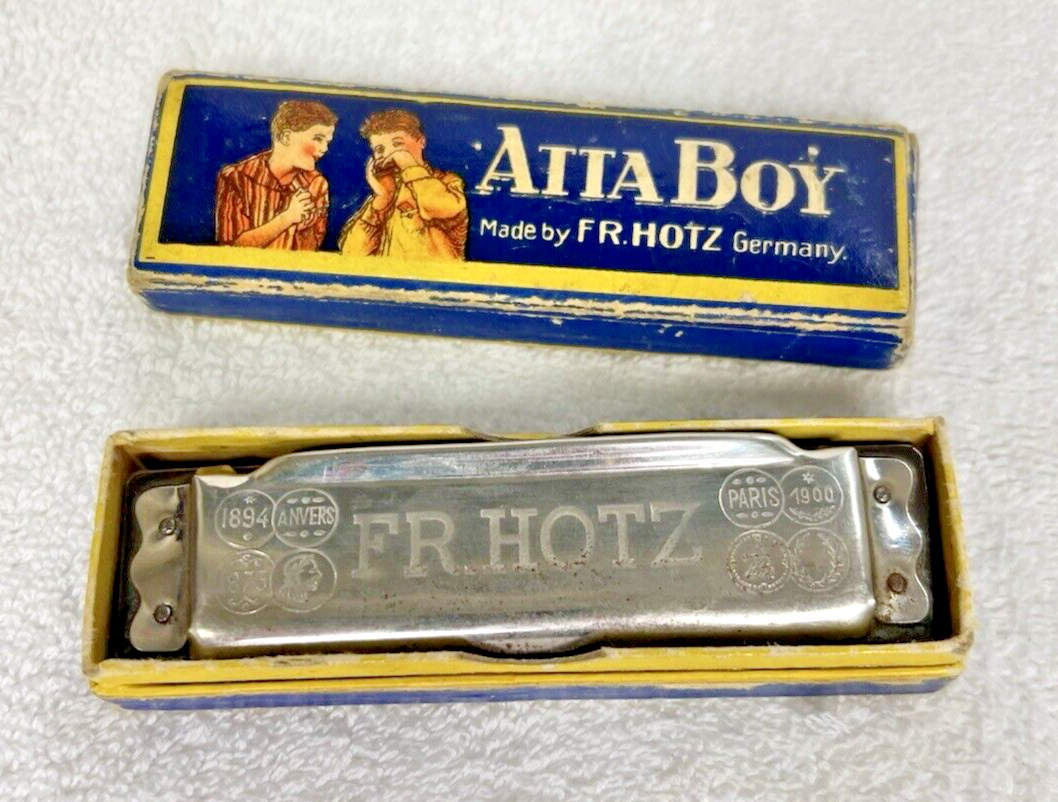 ATTA BOY
Made by FR. HOTZ Germany.
1894 ANVERS
FR. HOTZ
PARIS 1900